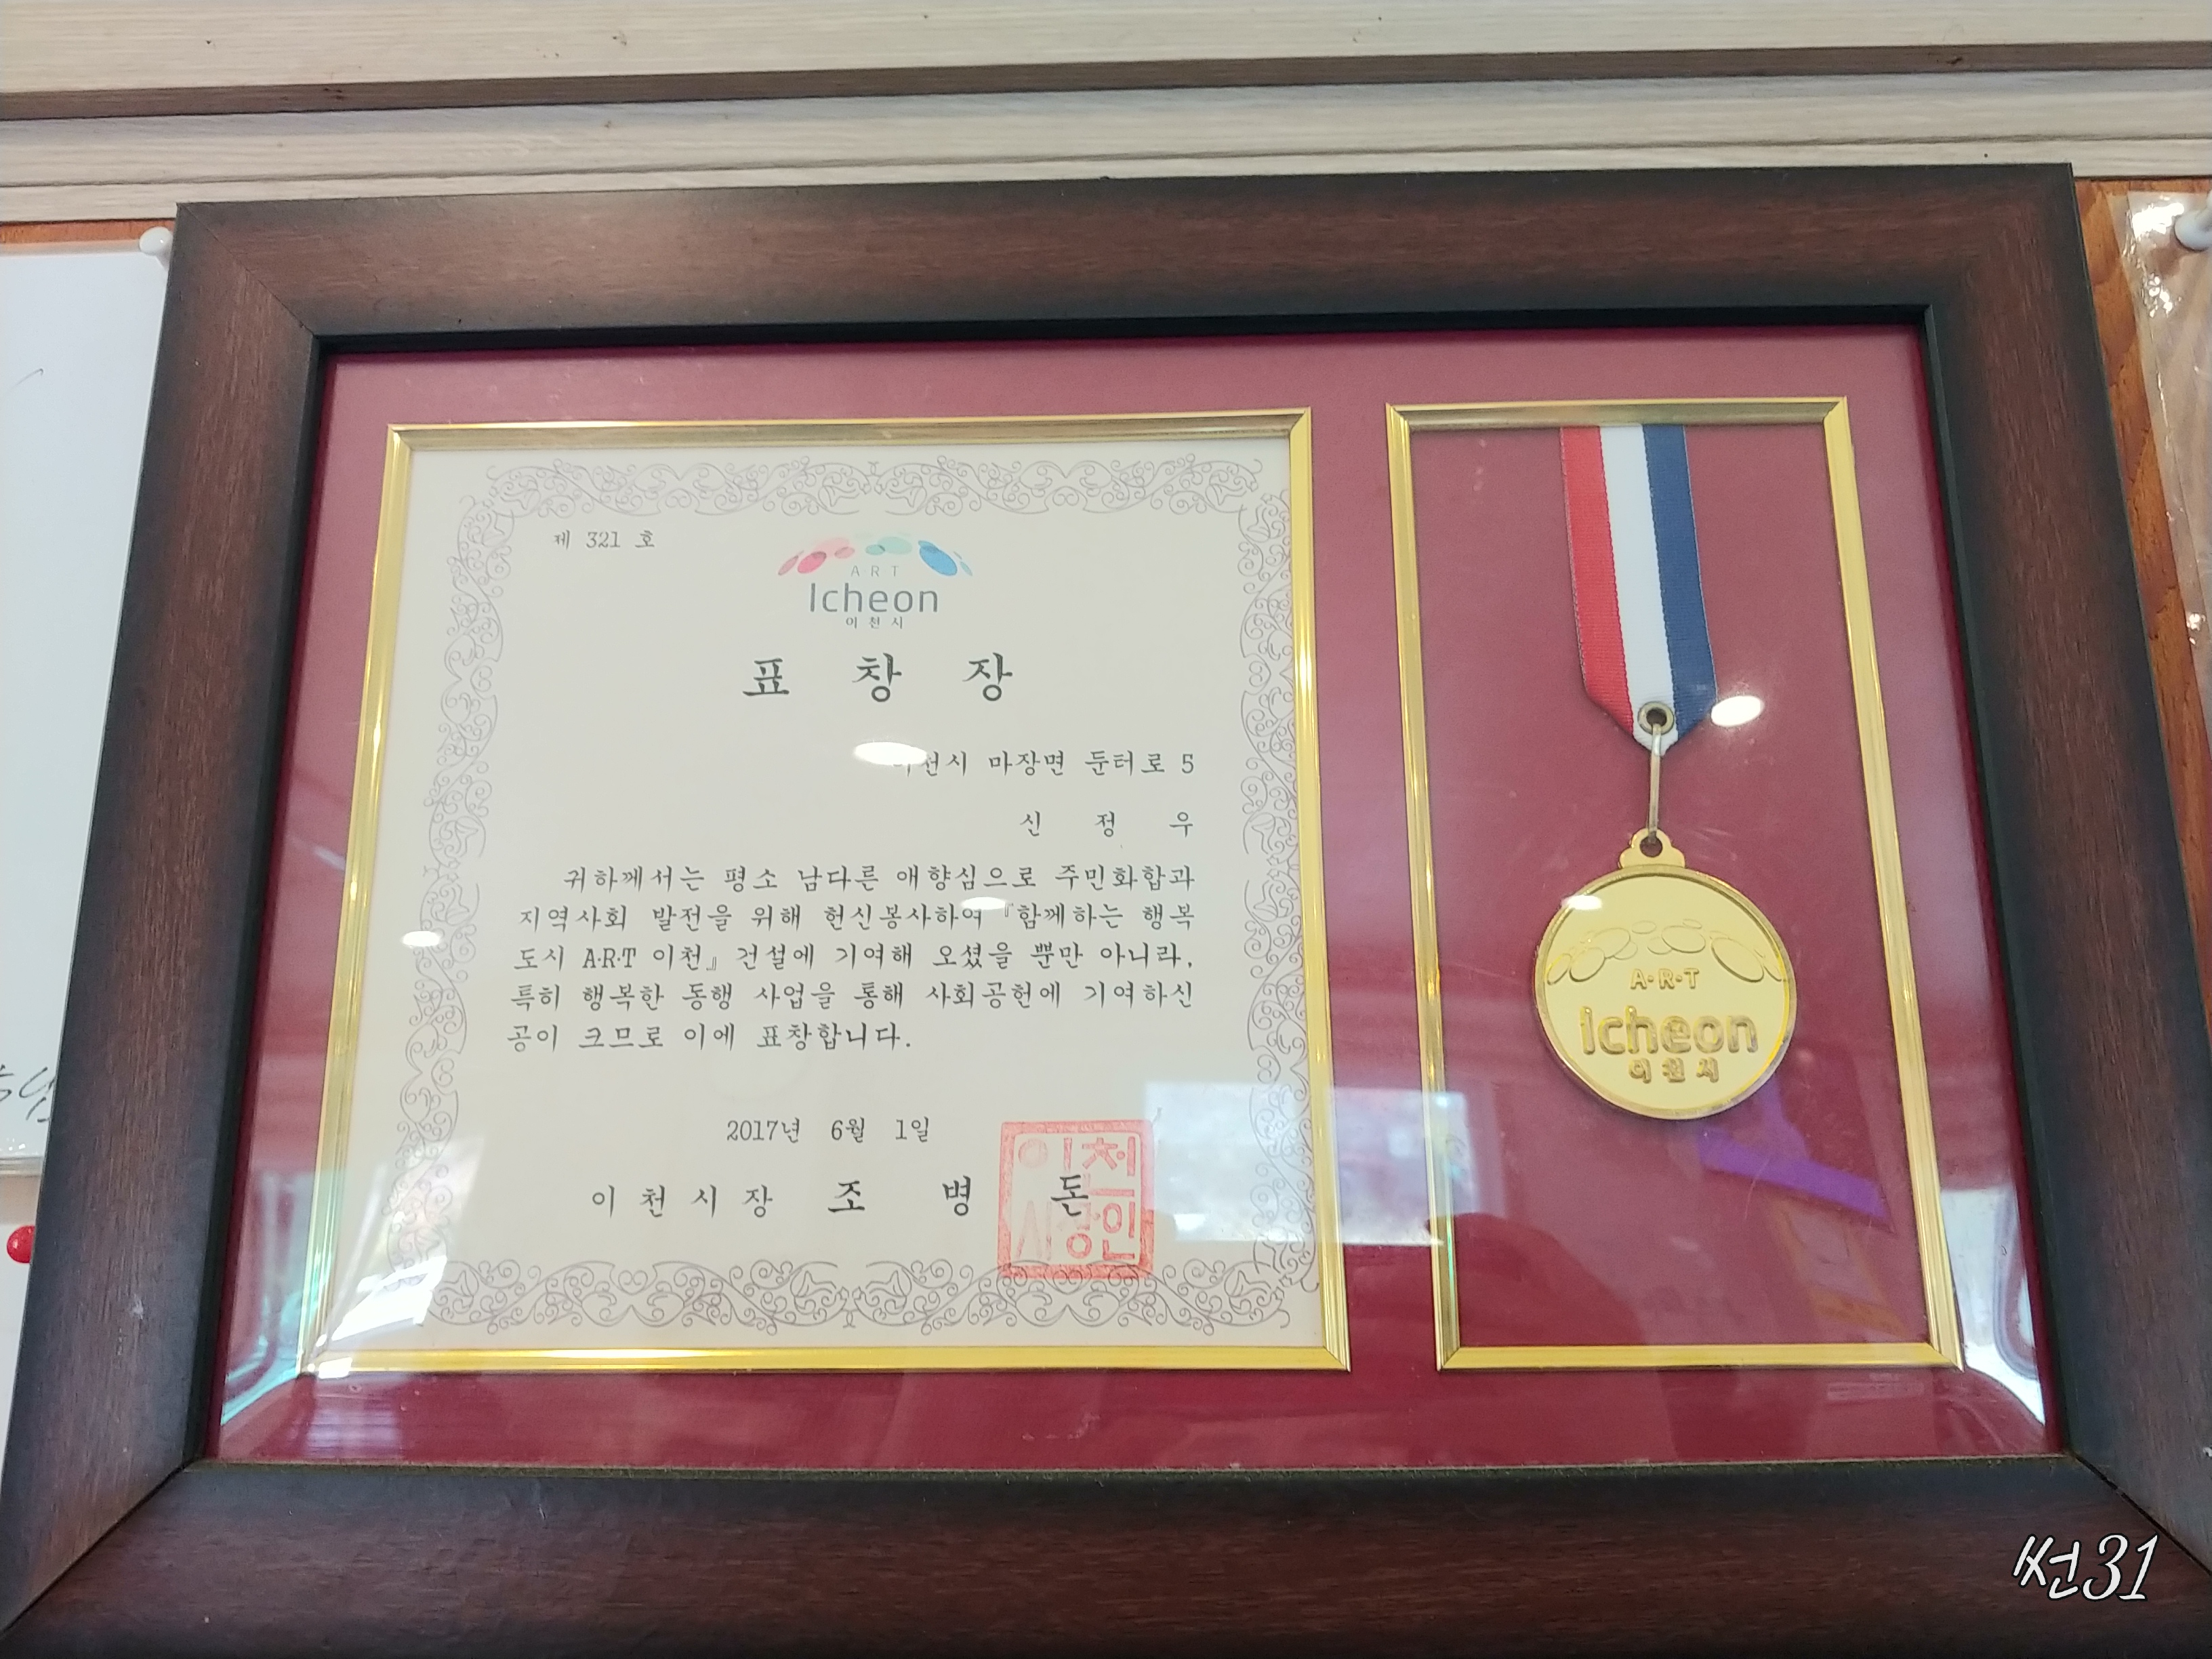 제 321 호
ART
Icheon
이천시
표 창 장
이천시 마장면 둔터로 5
신 정 우
귀하께서는 평소 남다른 애향심으로 주민화합과
지역사회 발전을 위해 헌신봉사하여 『함께하는 행복
도시 A·R·T 이천』 건설에 기여해 오셨을 뿐만 아니라,
특히 행복한 동행 사업을 통해 사회공헌에 기여하신
공이 크므로 이에 표창합니다.
2017년 6월 1일
이 천 시 장 조 병 돈
이천
시장인
A·R·T
Icheon
이천시
썬31